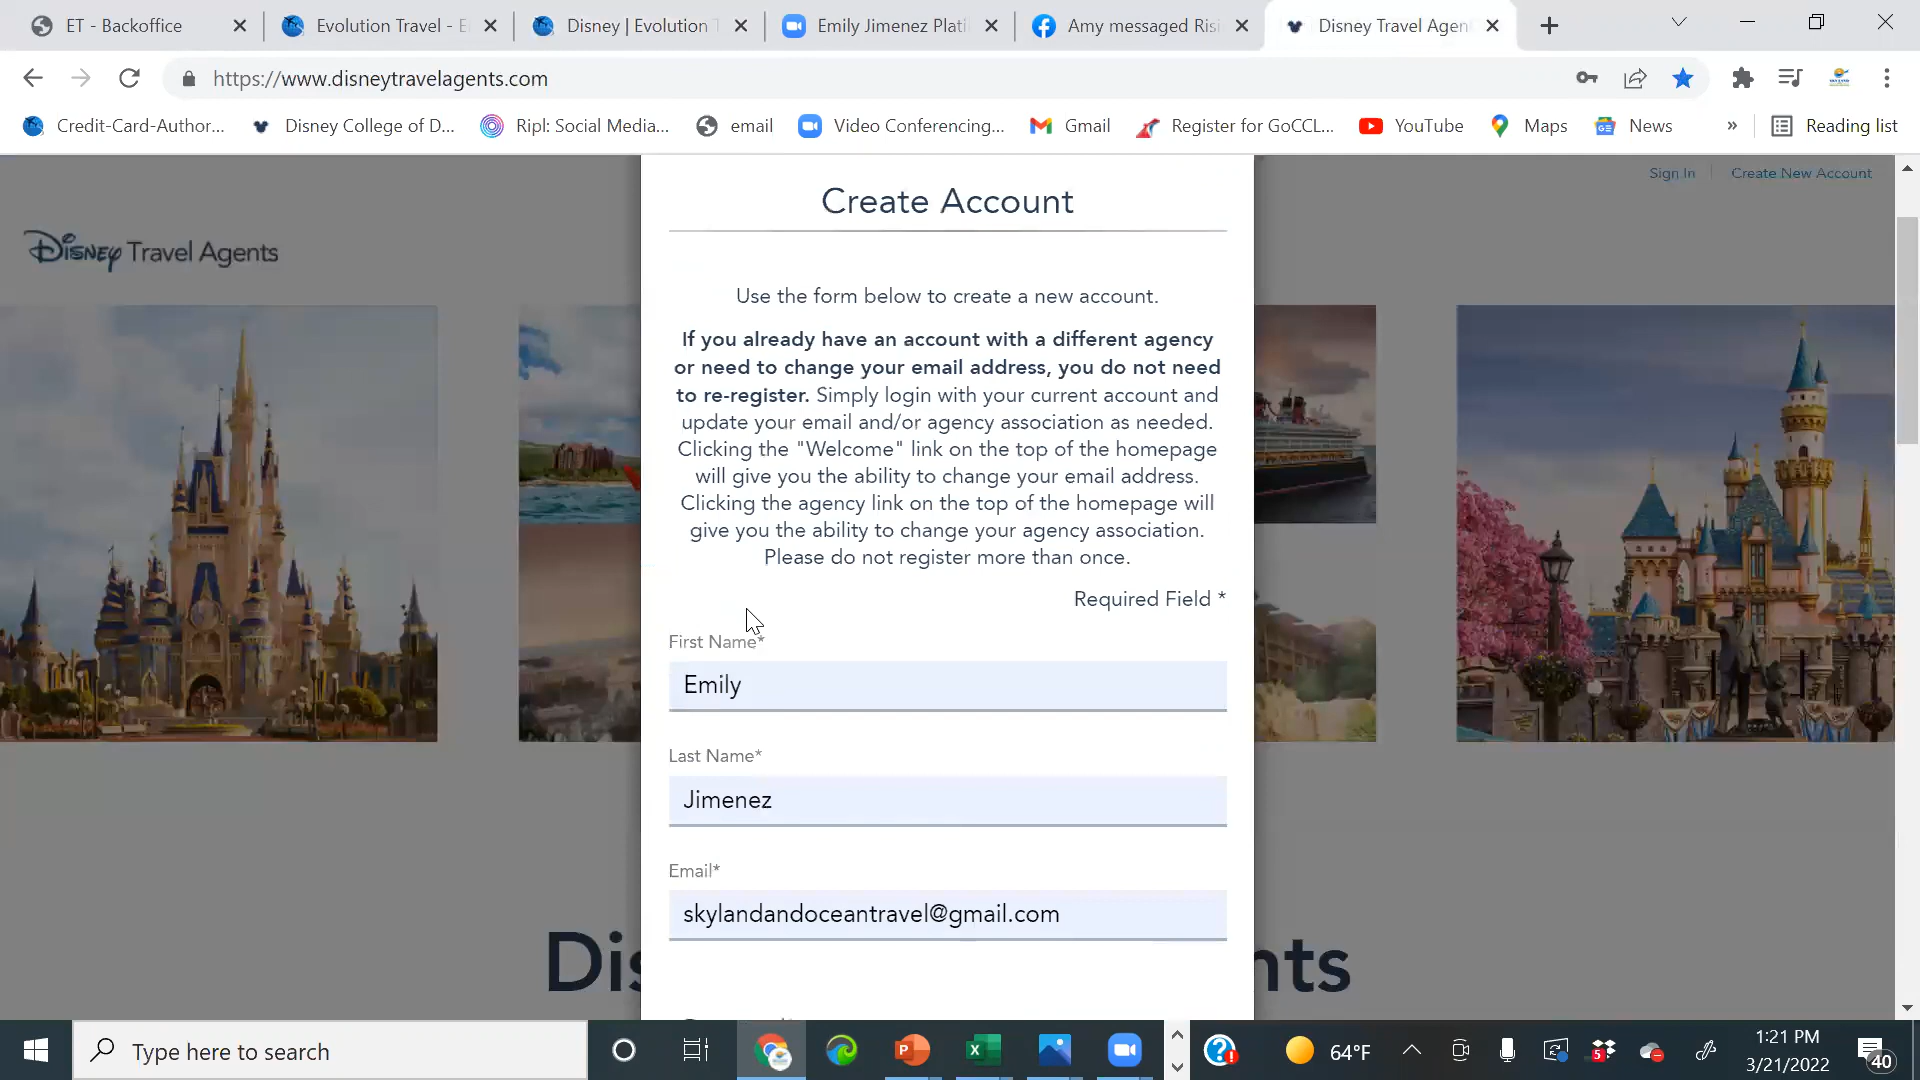 ET - Backoffice
Evolution Travel - E
Disney | Evolution T
Emily Jimenez Plati
Amy messaged Risi
Disney Travel Agen
https://www.disneytravelagents.com
Credit-Card-Author...
Disney College of D...
Ripl: Social Media...
email
Video Conferencing...
Gmail
Register for GoCCL...
YouTube
Maps
News
»
Reading list
Sign In
Create New Account
Disney Travel Agents
Create Account
Use the form below to create a new account.
If you already have an account with a different agency
or need to change your email address, you do not need
to re-register. Simply login with your current account and
update your email and/or agency association as needed.
Clicking the "Welcome" link on the top of the homepage
will give you the ability to change your email address.
Clicking the agency link on the top of the homepage will
give you the ability to change your agency association.
Please do not register more than once.
Required Field *
First Name*
Emily
Last Name*
Jimenez
Email*
skylandandoceantravel@gmail.com
Dis
nts
Type here to search
64°F
5
1:21 PM
3/21/2022
40